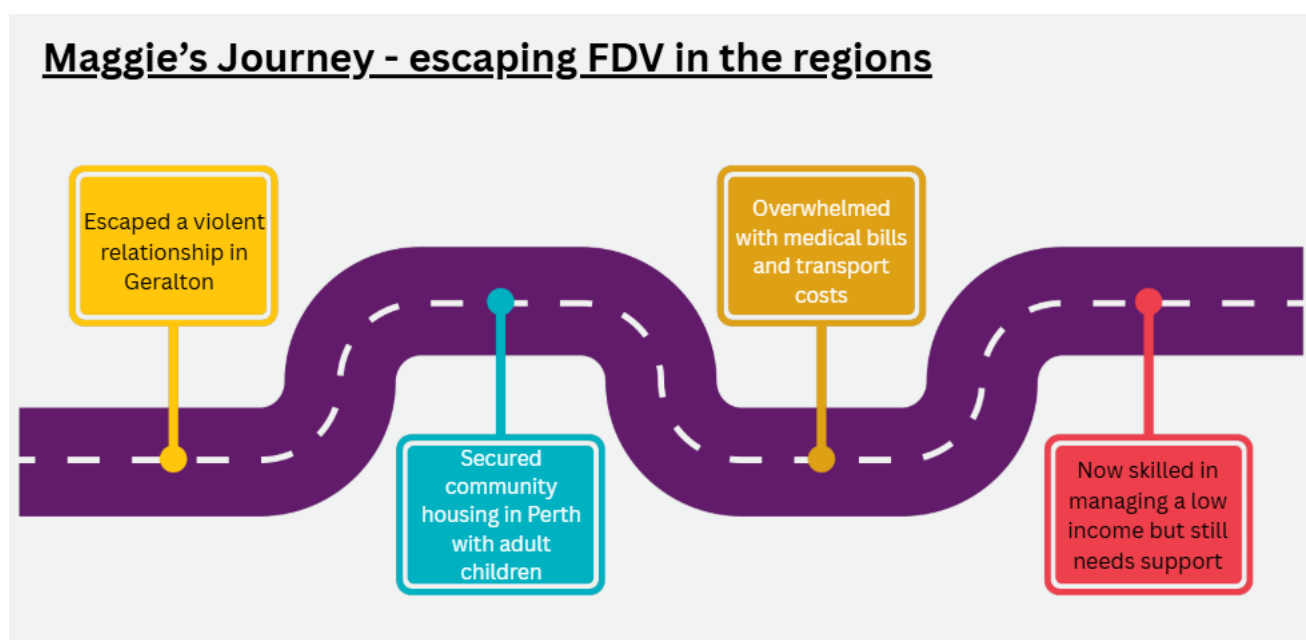 Maggie's Journey - escaping FDV in the regions
Escaped a violent
relationship in
Geralton
Secured
community
housing in Perth
with adult
children
Overwhelmed
with medical bills
and transport
costs
Now skilled in
managing a low
income but still
needs support